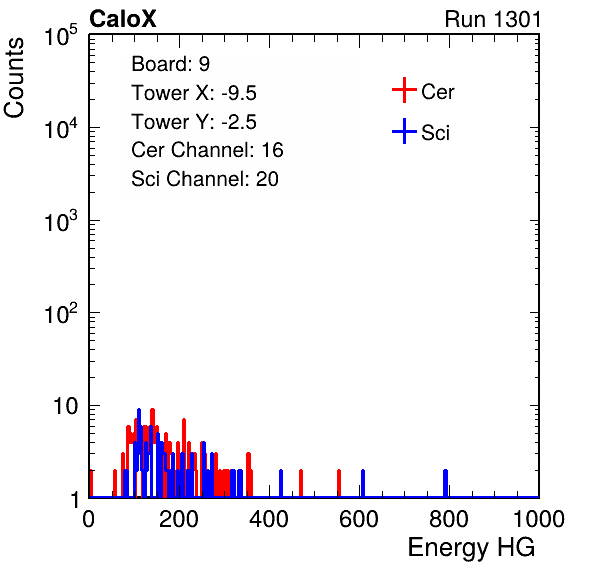 CaloX Run 1301
Counts
Board: 9
Tower X: -9.5
Tower Y: -2.5
Cer Channel: 16
Sci Channel: 20
Cer
Sci
10^5
10^4
10^3
10^2
10
1
0 200 400 600 800 1000
Energy HG